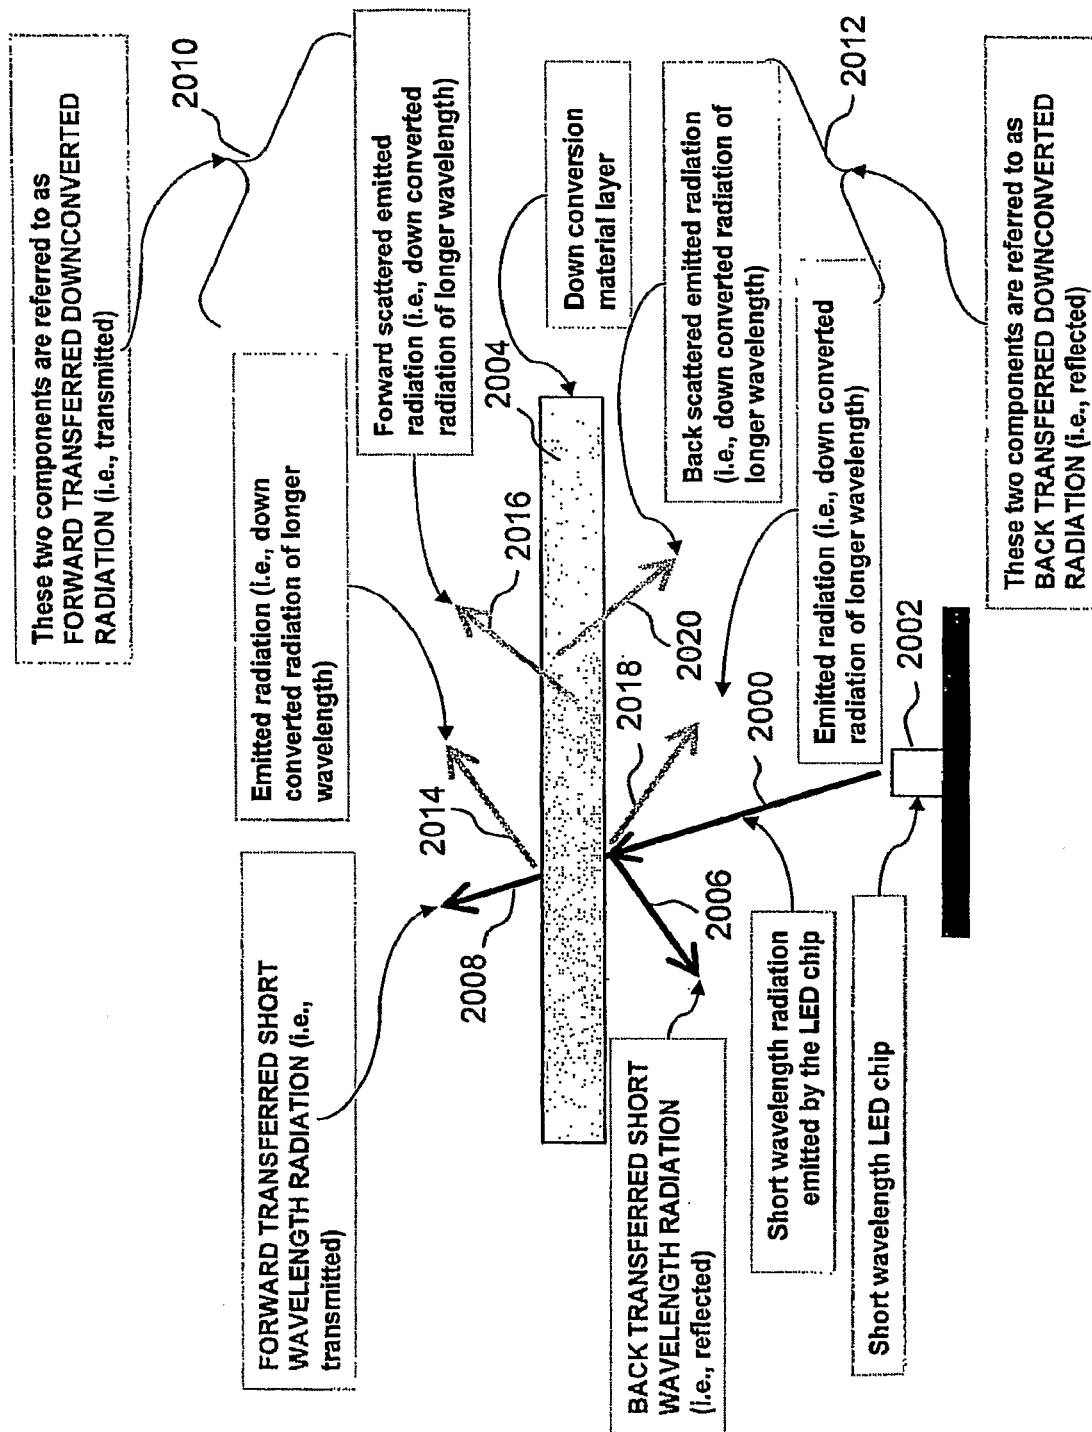 These two components are referred to as
FORWARD TRANSFERRED DOWNCONVERTED
RADIATION (i.e., transmitted)
2010
Emitted radiation (i.e., down
converted radiation of longer
wavelength)
Forward scattered emitted
radiation (i.e., down converted
radiation of longer wavelength)
FORWARD TRANSFERRED SHORT
WAVELENGTH RADIATION (i.e.,
transmitted)
2008
2014
2016
2004
Down conversion
material layer
BACK TRANSFERRED SHORT
WAVELENGTH RADIATION
(i.e., reflected)
2006
2018
2020
Back scattered emitted radiation
(i.e., down converted radiation of
longer wavelength)
2012
Short wavelength radiation
emitted by the LED chip
2000
Emitted radiation (i.e., down converted
radiation of longer wavelength)
Short wavelength LED chip
2002
These two components are referred to as
BACK TRANSFERRED DOWNCONVERTED
RADIATION (i.e., reflected)